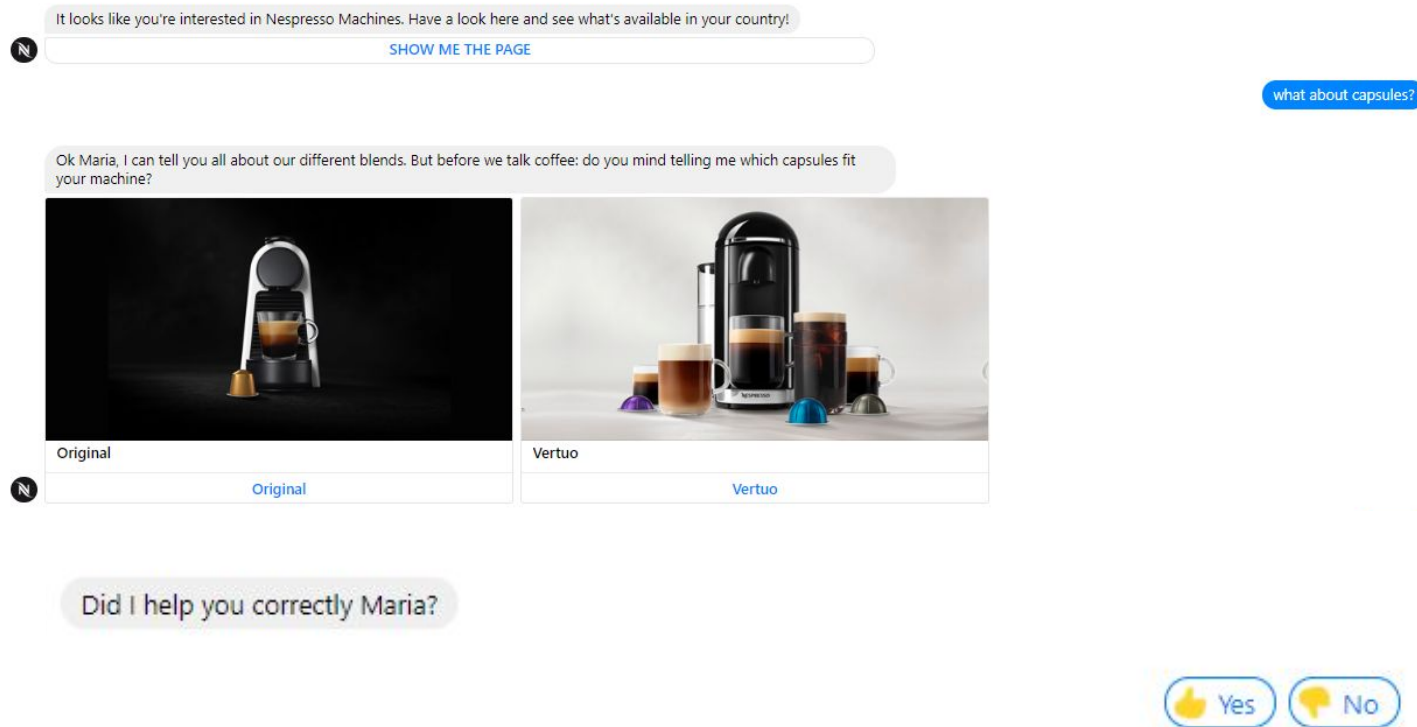 It looks like you're interested in Nespresso Machines. Have a look here and see what's available in your country!
SHOW ME THE PAGE
what about capsules?
Ok Maria, I can tell you all about our different blends. But before we talk coffee: do you mind telling me which capsules fit
your machine?
NESPRESSO
Original
Vertuo
Original
Vertuo
Did I help you correctly Maria?
Yes
No